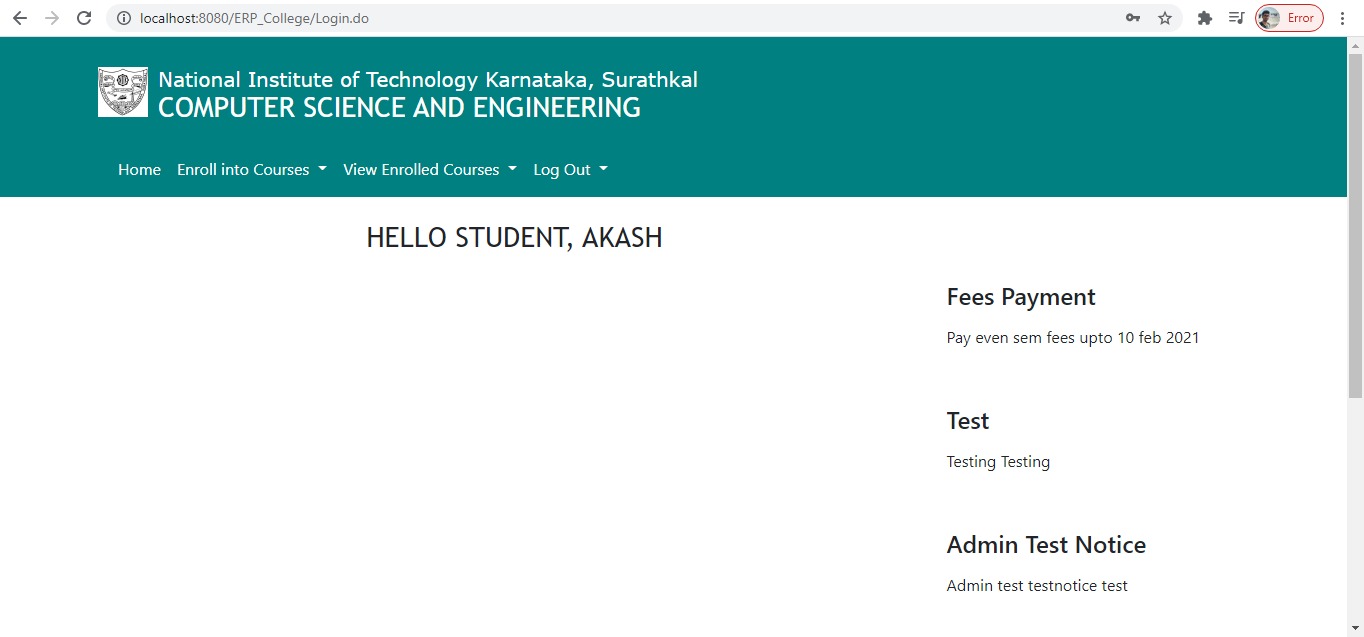 localhost:8080/ERP_College/Login.do
Error
National Institute of Technology Karnataka, Surathkal
COMPUTER SCIENCE AND ENGINEERING
Home Enroll into Courses View Enrolled Courses Log Out
HELLO STUDENT, AKASH
Fees Payment
Pay even sem fees upto 10 feb 2021
Test
Testing Testing
Admin Test Notice
Admin test testnotice test